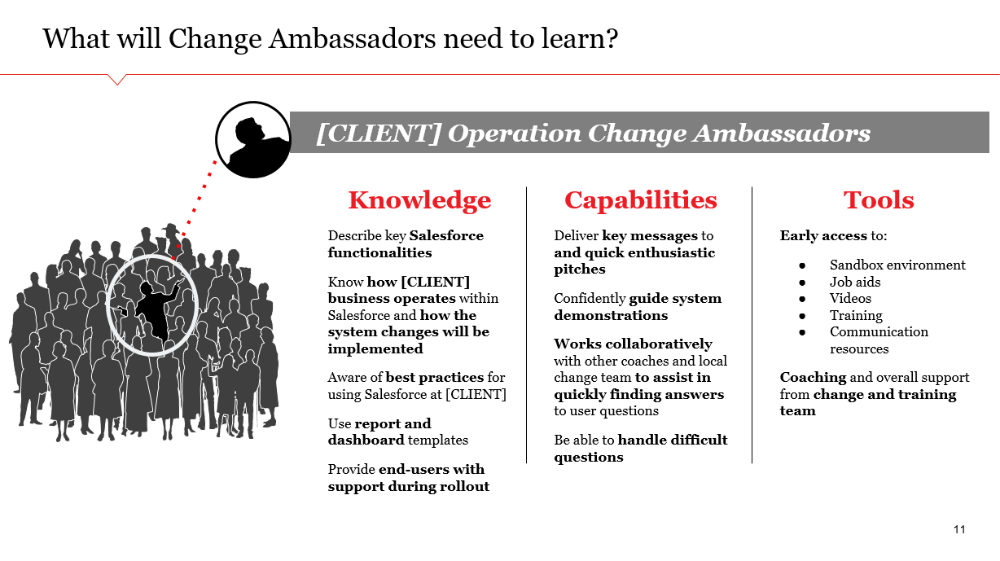 What will Change Ambassadors need to learn?
[CLIENT] Operation Change Ambassadors
Knowledge
Describe key Salesforce
functionalities
Know how [CLIENT]
business operates within
Salesforce and how the
system changes will be
implemented
Aware of best practices for
using Salesforce at [CLIENT]
Use report and
dashboard templates
Provide end-users with
support during rollout
Capabilities
Deliver key messages to
and quick enthusiastic
pitches
Confidently guide system
demonstrations
Works collaboratively
with other coaches and local
change team to assist in
quickly finding answers
to user questions
Be able to handle difficult
questions
Tools
Early access to:
● Sandbox environment
● Job aids
● Videos
● Training
● Communication
resources
Coaching and overall support
from change and training
team
11